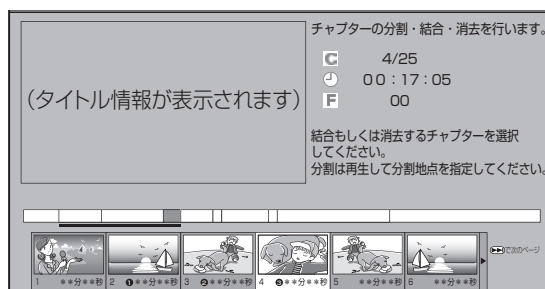 チャプターの分割・結合・消去を行います。
(タイトル情報が表示されます)
C 4/25
00:17:05
F 00
結合もしくは消去するチャプターを選択
してください。
分割は再生して分割地点を指定してください。
1 **分**秒 2 ❶**分**秒 3 ❷**分**秒 4 ❸**分**秒 5 **分**秒 6 **分**秒
▶▶で次のページ